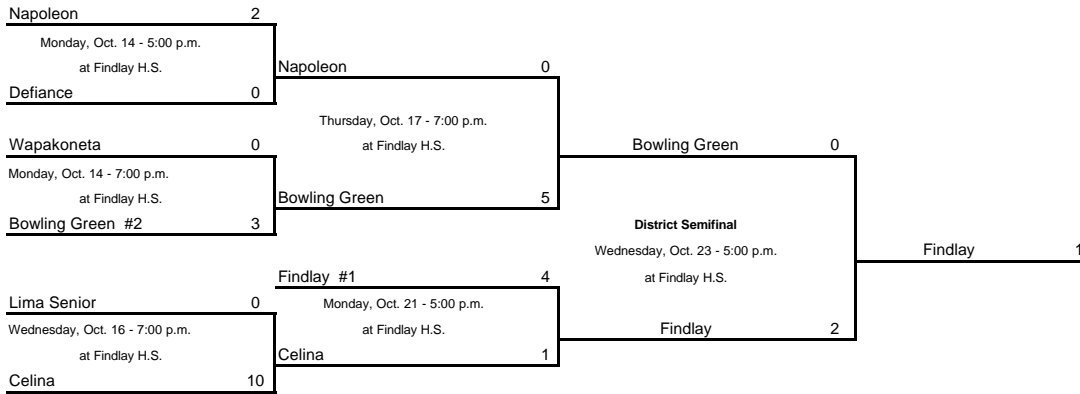 Napoleon 2
Monday, Oct. 14 - 5:00 p.m.
at Findlay H.S.
Defiance 0
Napoleon 0
Thursday, Oct. 17 - 7:00 p.m.
at Findlay H.S.
Bowling Green 5
Wapakoneta 0
Monday, Oct. 14 - 7:00 p.m.
at Findlay H.S.
Bowling Green #2 3
Bowling Green 0
District Semifinal
Wednesday, Oct. 23 - 5:00 p.m.
at Findlay H.S.
Findlay 2
Findlay 1
Findlay #1 4
Monday, Oct. 21 - 5:00 p.m.
at Findlay H.S.
Celina 1
Lima Senior 0
Wednesday, Oct. 16 - 7:00 p.m.
at Findlay H.S.
Celina 10